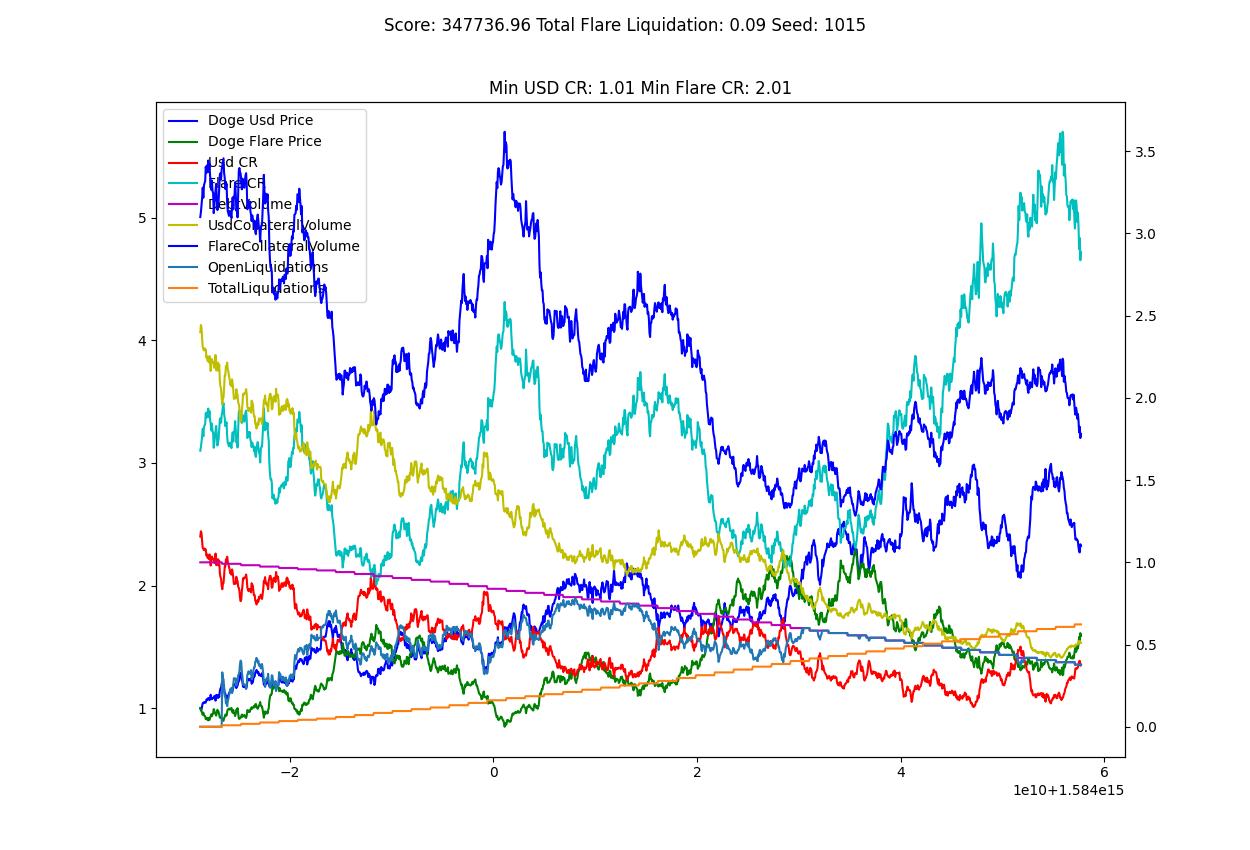 Score: 347736.96 Total Flare Liquidation: 0.09 Seed: 1015
Min USD CR: 1.01 Min Flare CR: 2.01
Doge Usd Price
Doge Flare Price
Usd CR
Flare CR
DebtVolume
UsdCollateralVolume
FlareCollateralVolume
OpenLiquidations
TotalLiquidations
5
4
3
2
1
3.5
3.0
2.5
2.0
1.5
1.0
0.5
0.0
−2 0 2 4 6
1e10+1.584e15